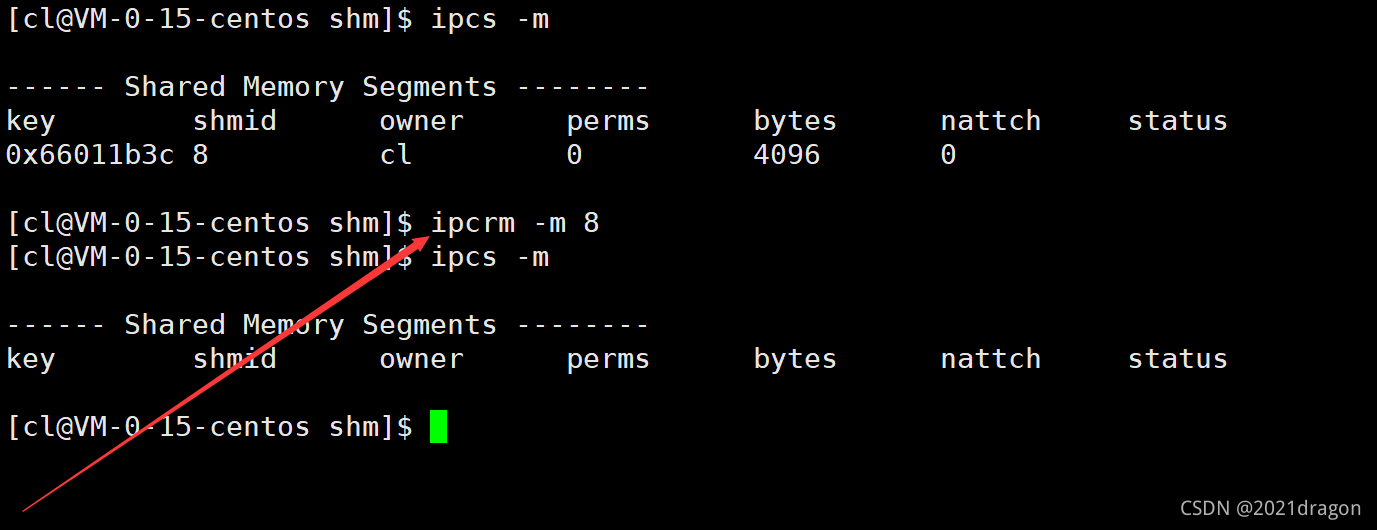 [cl@VM-0-15-centos shm]$ ipcs -m
------ Shared Memory Segments --------
key shmid owner perms bytes nattch status
0x66011b3c 8 cl 0 4096 0
[cl@VM-0-15-centos shm]$ ipcrm -m 8
[cl@VM-0-15-centos shm]$ ipcs -m
------ Shared Memory Segments --------
key shmid owner perms bytes nattch status
[cl@VM-0-15-centos shm]$
CSDN @2021dragon